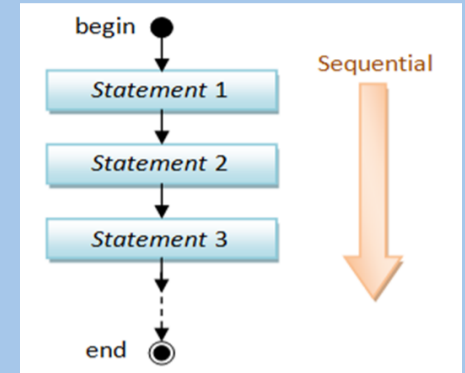 begin
Sequential
Statement 1
Statement 2
Statement 3
end